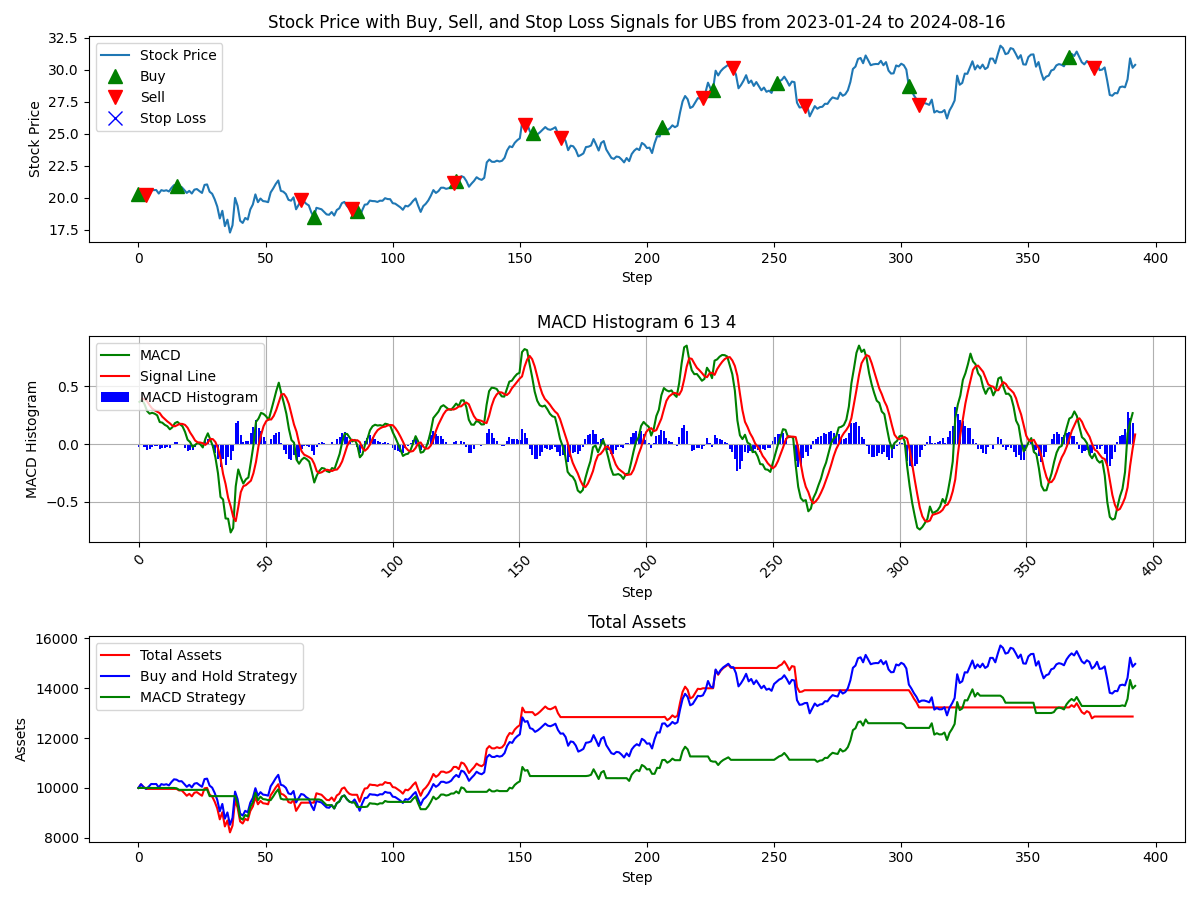 Stock Price with Buy, Sell, and Stop Loss Signals for UBS from 2023-01-24 to 2024-08-16
32.5
30.0
27.5
25.0
22.5
20.0
17.5
Stock Price
Stock Price
Buy
Sell
Stop Loss
0 50 100 150 200 250 300 350 400
Step
MACD Histogram 6 13 4
0.5
0.0
−0.5
MACD Histogram
MACD
Signal Line
MACD Histogram
0 50 100 150 200 250 300 350 400
Step
Total Assets
16000
14000
12000
10000
8000
Assets
Total Assets
Buy and Hold Strategy
MACD Strategy
0 50 100 150 200 250 300 350 400
Step